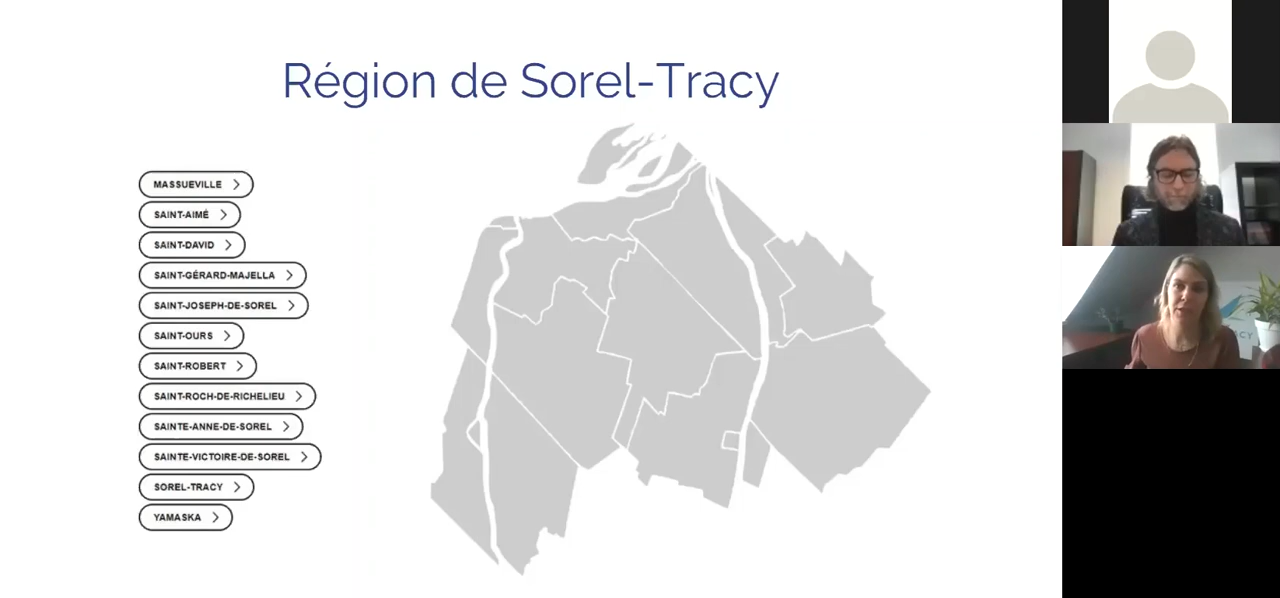 Région de Sorel-Tracy
MASSUEVILLE
SAINT-AIMÉ
SAINT-DAVID
SAINT-GÉRARD-MAJELLA
SAINT-JOSEPH-DE-SOREL
SAINT-OURS
SAINT-ROBERT
SAINT-ROCH-DE-RICHELIEU
SAINTE-ANNE-DE-SOREL
SAINTE-VICTOIRE-DE-SOREL
SOREL-TRACY
YAMASKA